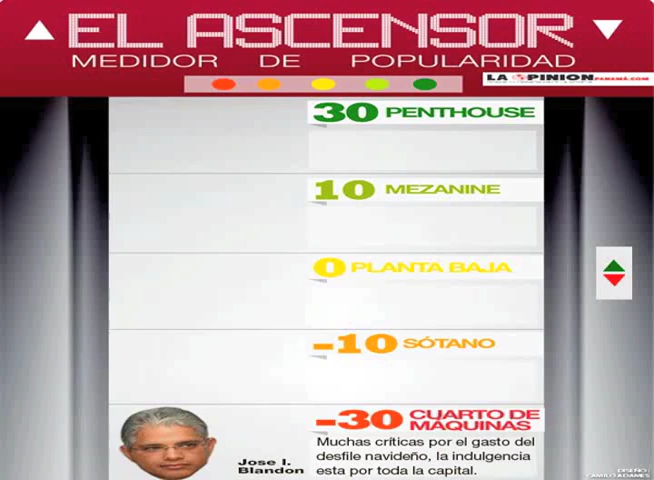 EL ASCENSOR
MEDIDOR DE POPULARIDAD
LA OPINION PANAMÁ.COM
30 PENTHOUSE
10 MEZANINE
0 PLANTA BAJA
-10 SÓTANO
-30 CUARTO DE
MAQUINAS
Muchas críticas por el gasto del
desfile navideño, la indulgencia
esta por toda la capital.
Jose I.
Blandon
DISEÑO:
CAMILO ADAMES